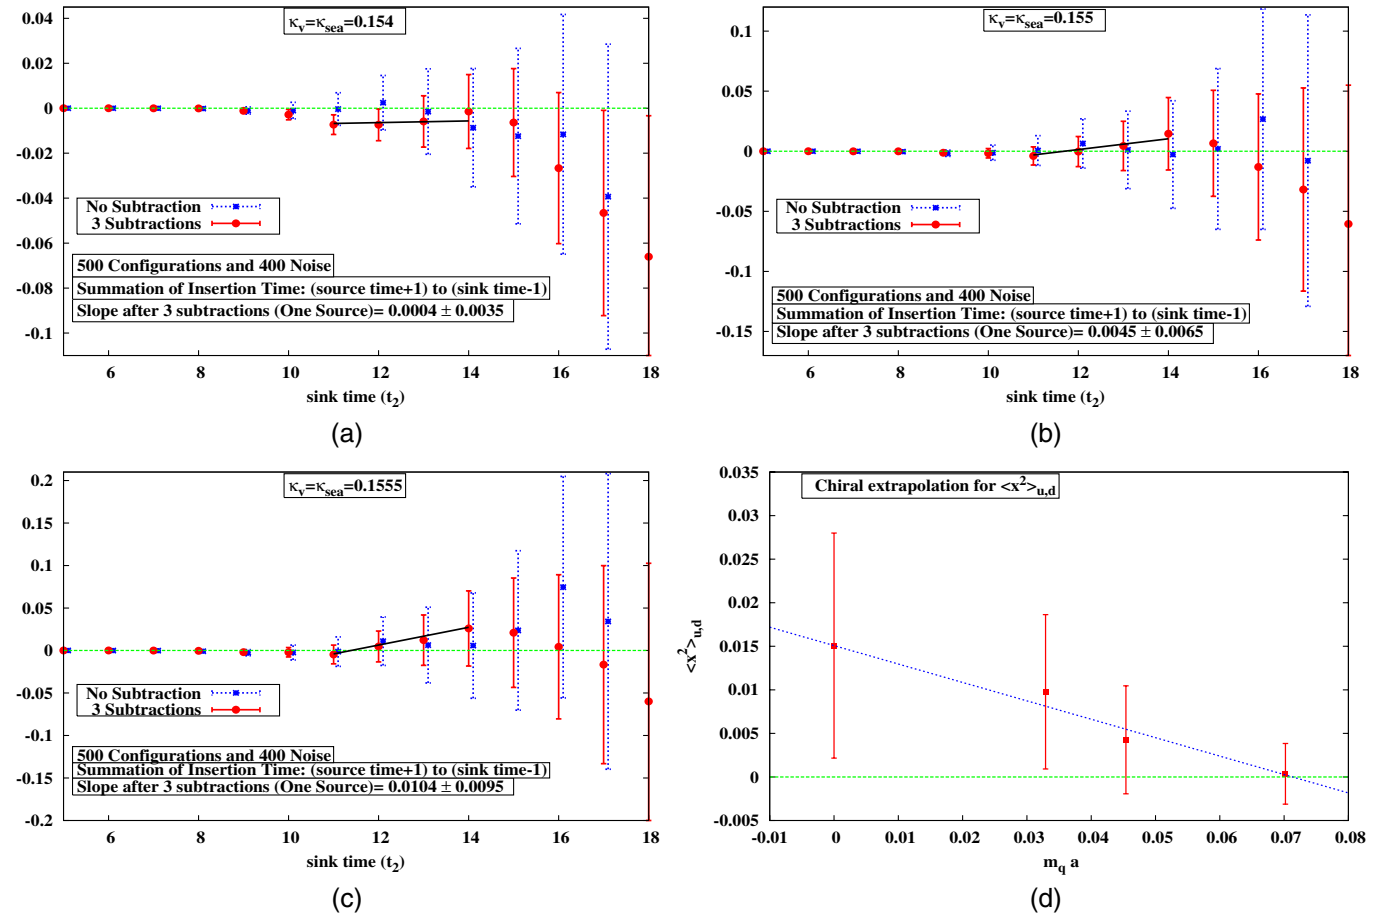 κv=κsea=0.154
0.04
0.02
0
-0.02
-0.04
-0.06
-0.08
-0.1
No Subtraction
3 Subtractions
500 Configurations and 400 Noise
Summation of Insertion Time: (source time+1) to (sink time-1)
Slope after 3 subtractions (One Source)= 0.0004 ± 0.0035
6 8 10 12 14 16 18
sink time (t2)
(a)
κv=κsea=0.155
0.1
0.05
0
-0.05
-0.1
-0.15
No Subtraction
3 Subtractions
500 Configurations and 400 Noise
Summation of Insertion Time: (source time+1) to (sink time-1)
Slope after 3 subtractions (One Source)= 0.0045 ± 0.0065
6 8 10 12 14 16 18
sink time (t2)
(b)
κv=κsea=0.1555
0.2
0.15
0.1
0.05
0
-0.05
-0.1
-0.15
-0.2
No Subtraction
3 Subtractions
500 Configurations and 400 Noise
Summation of Insertion Time: (source time+1) to (sink time-1)
Slope after 3 subtractions (One Source)= 0.0104 ± 0.0095
6 8 10 12 14 16 18
sink time (t2)
(c)
Chiral extrapolation for <x²>u,d
0.035
0.03
0.025
0.02
0.015
0.01
0.005
0
-0.005
<x²>u,d
-0.01 0 0.01 0.02 0.03 0.04 0.05 0.06 0.07 0.08
mq a
(d)